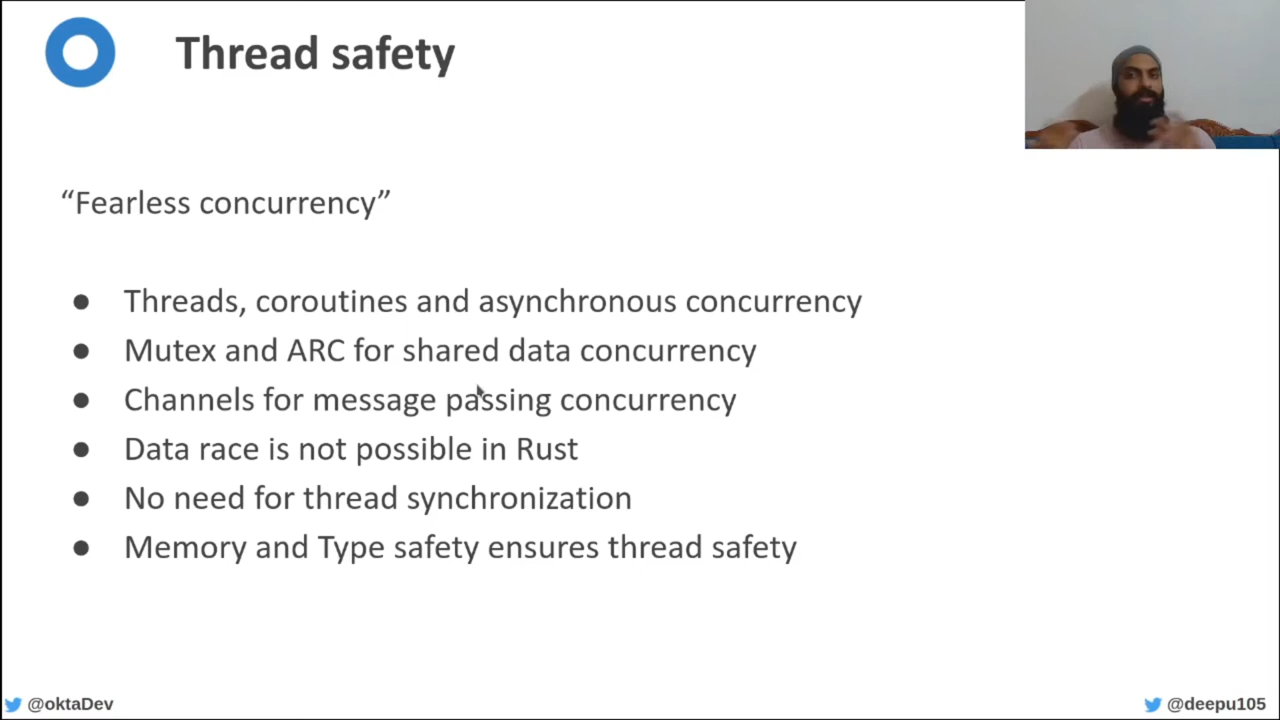 Thread safety
“Fearless concurrency”
● Threads, coroutines and asynchronous concurrency
● Mutex and ARC for shared data concurrency
● Channels for message passing concurrency
● Data race is not possible in Rust
● No need for thread synchronization
● Memory and Type safety ensures thread safety
@oktaDev
@deepu105